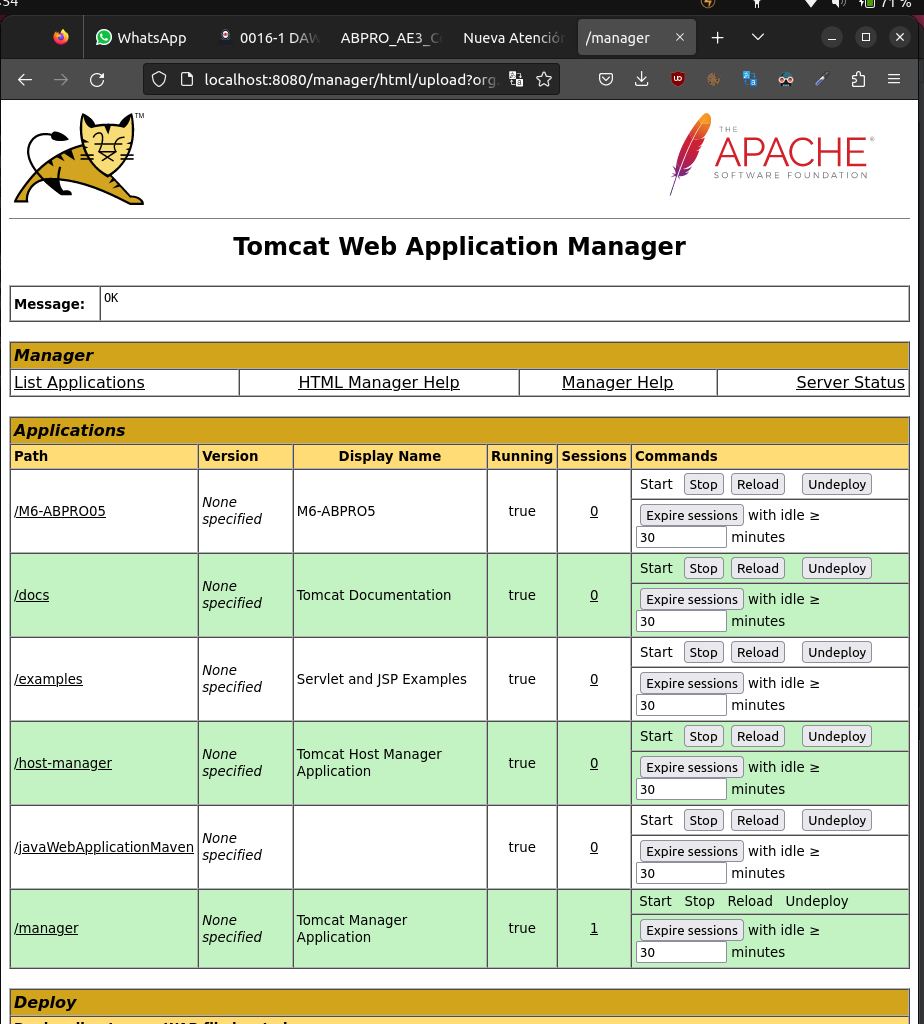 71 %
WhatsApp
0016-1 DAW
ABPRO_AE3_C
Nueva Atenció
/manager
localhost:8080/manager/html/upload?org.
TM
THE
APACHE®
SOFTWARE FOUNDATION
Tomcat Web Application Manager
Message: OK
Manager
List Applications HTML Manager Help Manager Help Server Status
Applications
Path Version Display Name Running Sessions Commands
/M6-ABPRO05 None specified M6-ABPRO5 true 0 Start Stop Reload Undeploy
Expire sessions with idle ≥
30 minutes
/docs None specified Tomcat Documentation true 0 Start Stop Reload Undeploy
Expire sessions with idle ≥
30 minutes
/examples None specified Servlet and JSP Examples true 0 Start Stop Reload Undeploy
Expire sessions with idle ≥
30 minutes
/host-manager None specified Tomcat Host Manager Application true 0 Start Stop Reload Undeploy
Expire sessions with idle ≥
30 minutes
/javaWebApplicationMaven None specified true 0 Start Stop Reload Undeploy
Expire sessions with idle ≥
30 minutes
/manager None specified Tomcat Manager Application true 1 Start Stop Reload Undeploy
Expire sessions with idle ≥
30 minutes
Deploy